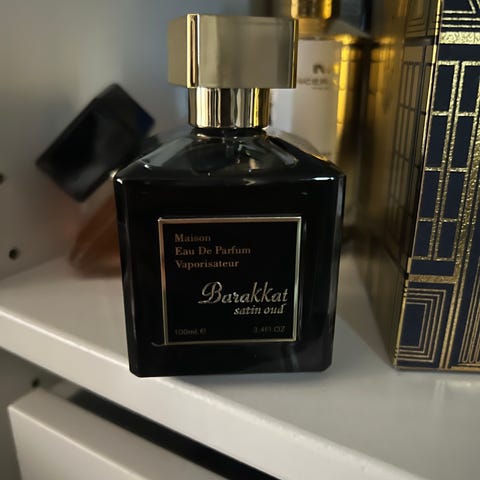 Maison
Eau De Parfum
Vaporisateur
Barakkat
satin oud
100mL e 3.4FL.OZ